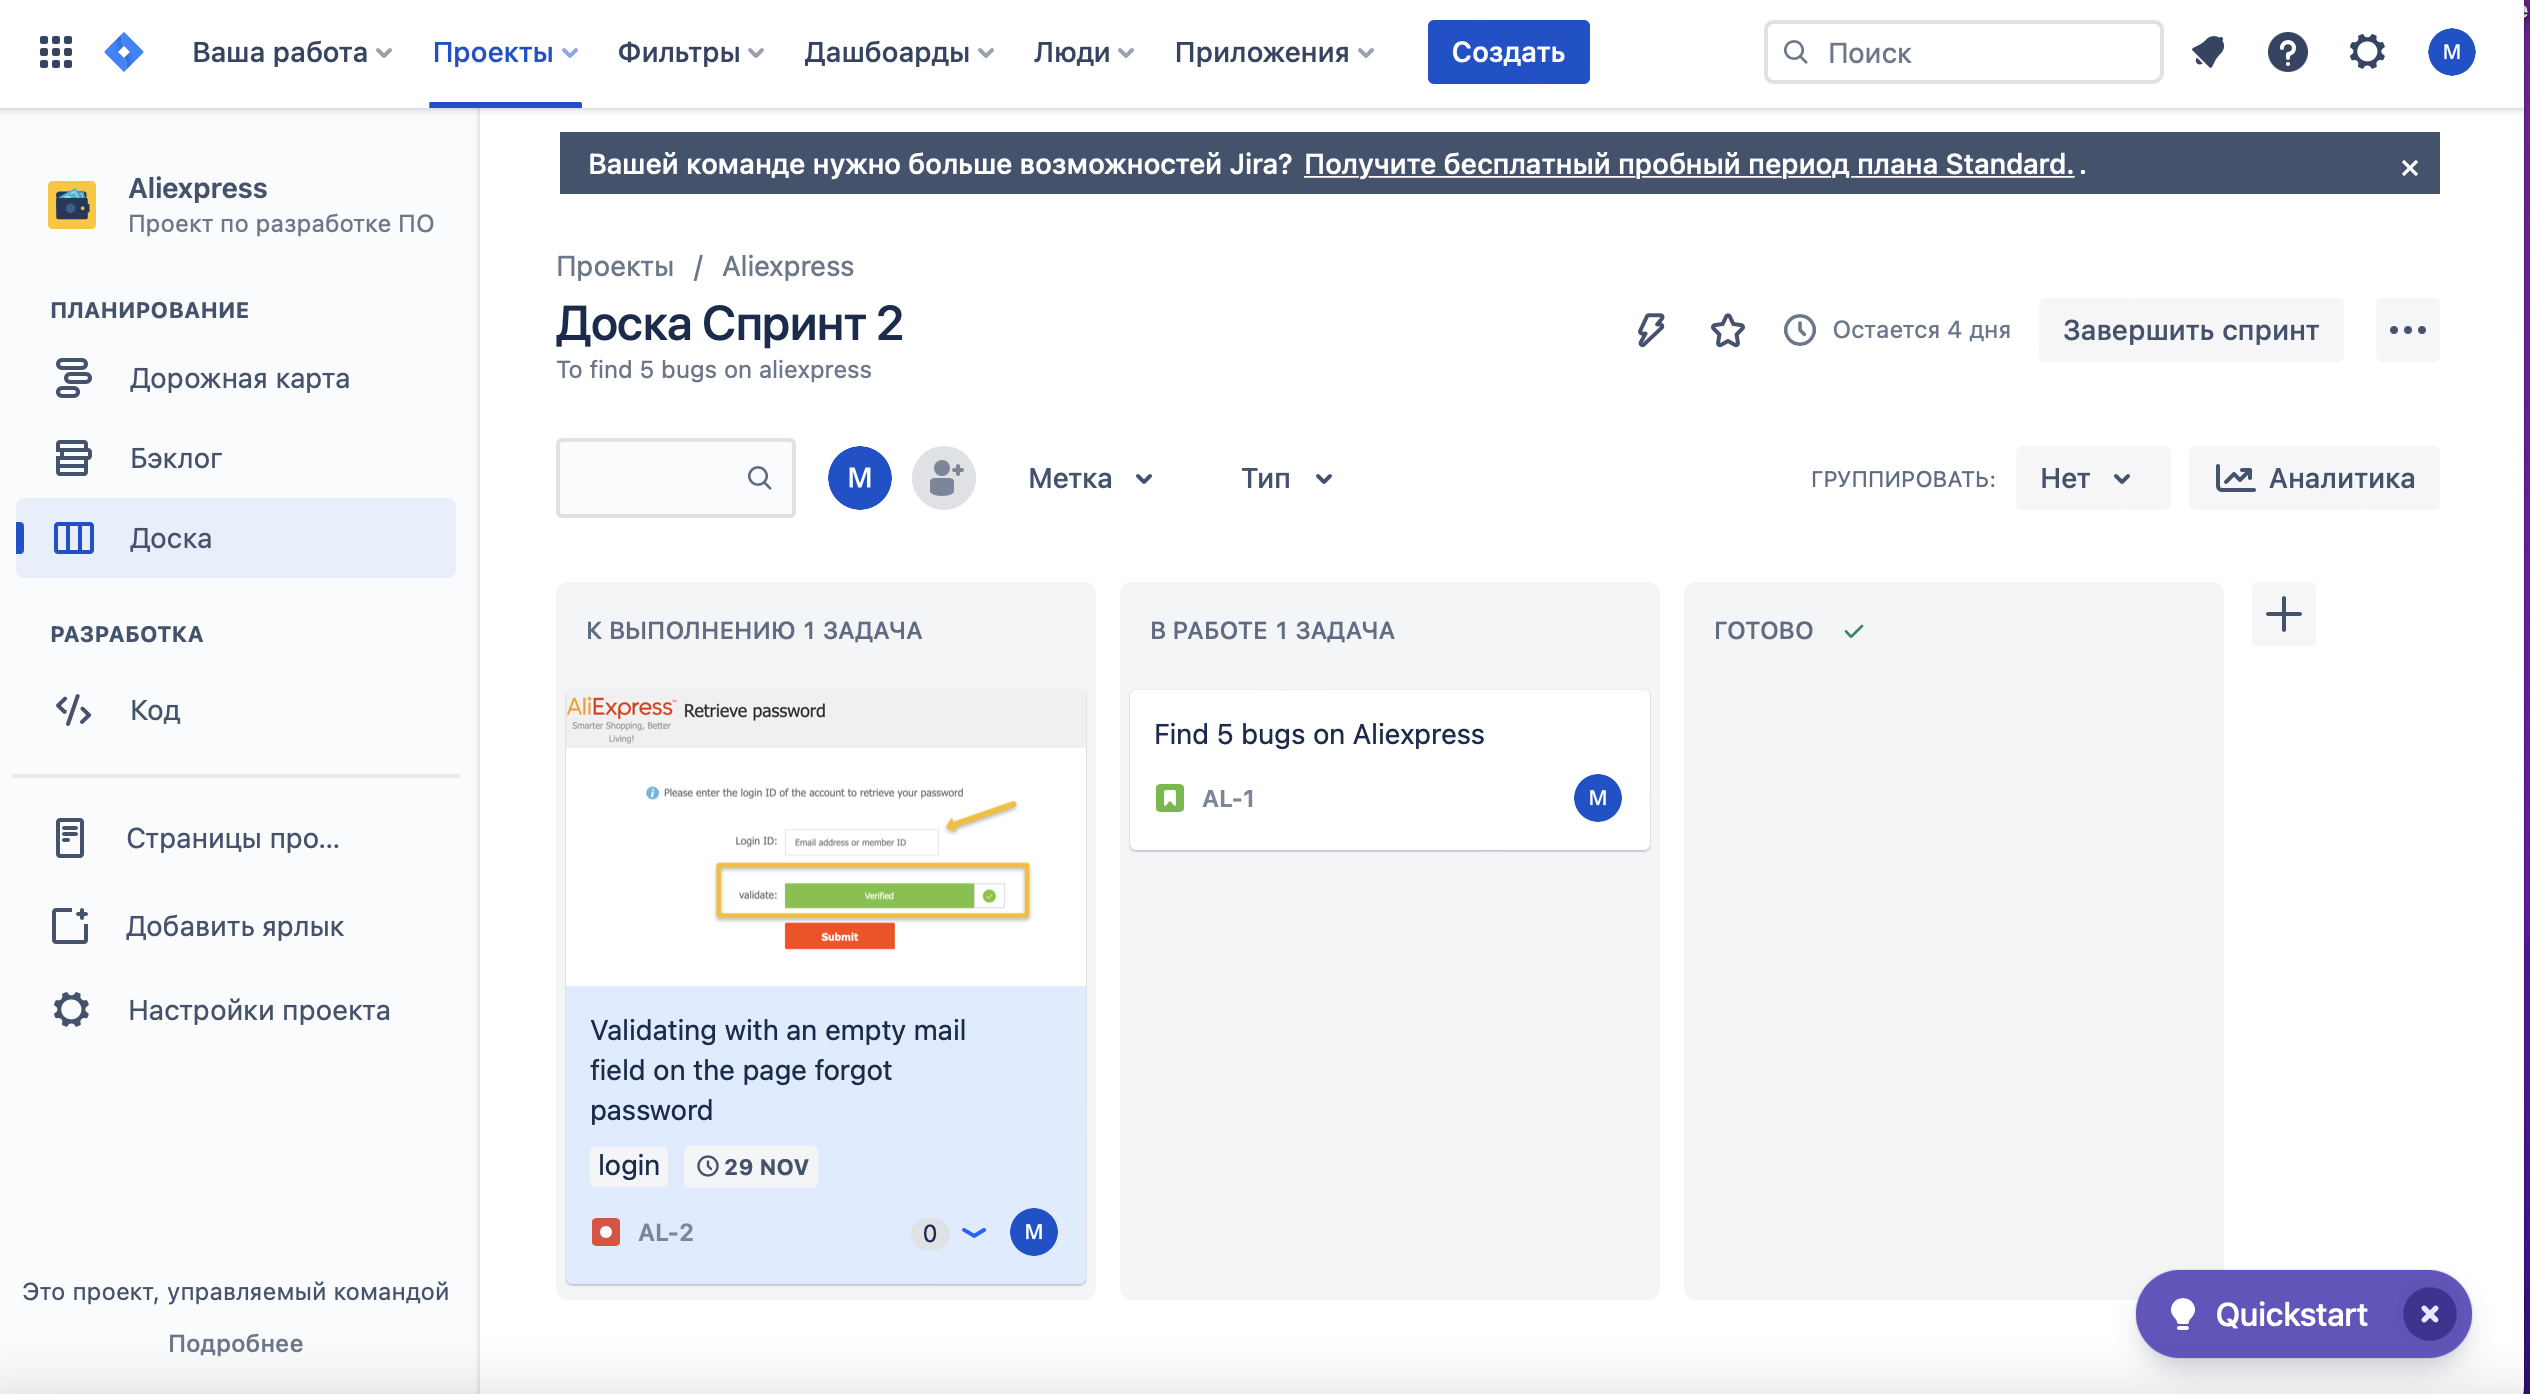 Ваша работа
Проекты
Фильтры
Дашбоарды
Люди
Приложения
Создать
Поиск
M
Aliexpress
Проект по разработке ПО
ПЛАНИРОВАНИЕ
Дорожная карта
Бэклог
Доска
РАЗРАБОТКА
Код
Страницы про...
Добавить ярлык
Настройки проекта
Это проект, управляемый командой
Подробнее
Вашей команде нужно больше возможностей Jira? Получите бесплатный пробный период плана Standard. .
Проекты / Aliexpress
Доска Спринт 2
To find 5 bugs on aliexpress
Остается 4 дня
Завершить спринт
M
Метка
Тип
ГРУППИРОВАТЬ:
Нет
Аналитика
К ВЫПОЛНЕНИЮ 1 ЗАДАЧА
AliExpress™ Retrieve password
Smarter Shopping, Better
Living!
Please enter the login ID of the account to retrieve your password
Login ID: Email address or member ID
validate: Verified
Submit
Validating with an empty mail
field on the page forgot
password
login
29 NOV
AL-2
0
M
В РАБОТЕ 1 ЗАДАЧА
Find 5 bugs on Aliexpress
AL-1
M
ГОТОВО
Quickstart